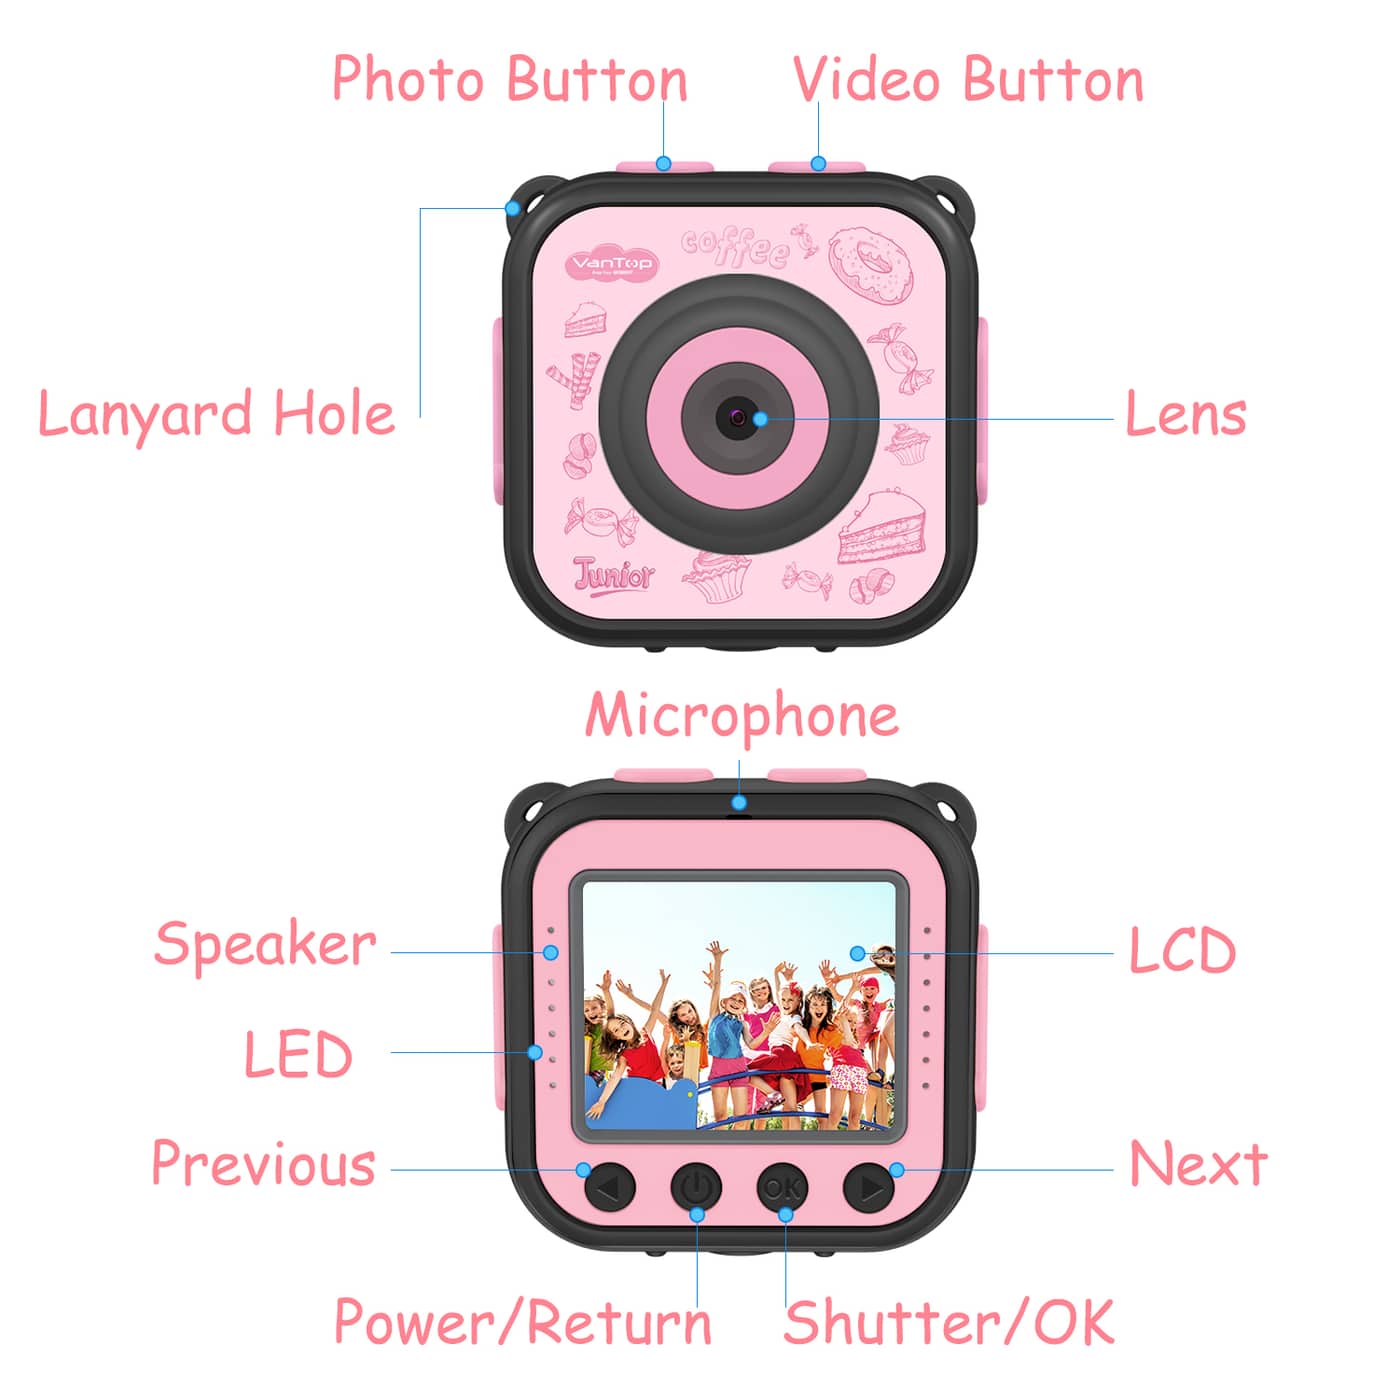 Photo Button
Video Button
VanTop
coffee
Lanyard Hole
Lens
Junior
Microphone
Speaker
LCD
LED
Previous
Next
OK
Power/Return
Shutter/OK